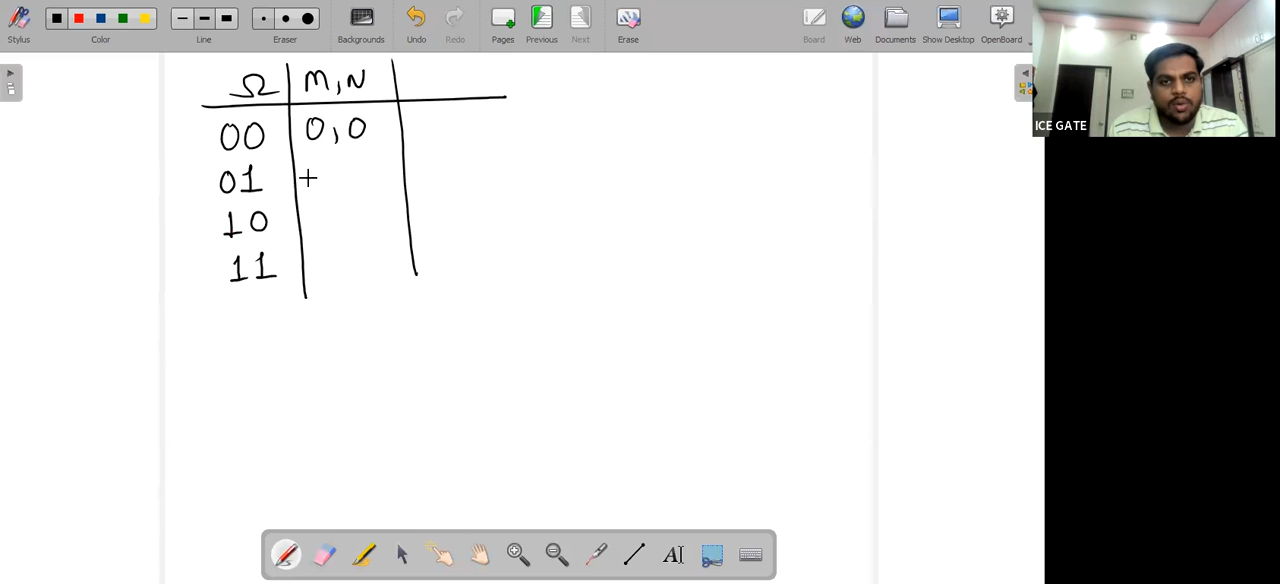 Stylus
Color
Line
Eraser
Backgrounds
Undo
Redo
Pages
Previous
Next
Erase
Board
Web
Documents
Show Desktop
OpenBoard
ICE GATE
Ω M,N
00 0,0
01
10
11